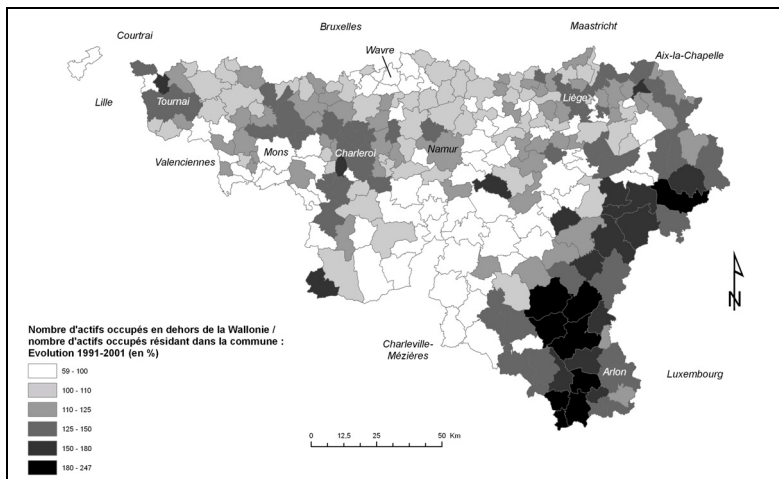 Courtrai
Bruxelles
Maastricht
Wavre
Aix-la-Chapelle
Lille
Tournai
Liège
Valenciennes
Mons
Charleroi
Namur
N
Nombre d'actifs occupés en dehors de la Wallonie /
nombre d'actifs occupés résidant dans la commune :
Evolution 1991-2001 (en %)
Charleville-
Mézières
Arlon
Luxembourg
59 - 100
100 - 110
110 - 125
125 - 150
150 - 180
180 - 247
0 12,5 25 50 Km